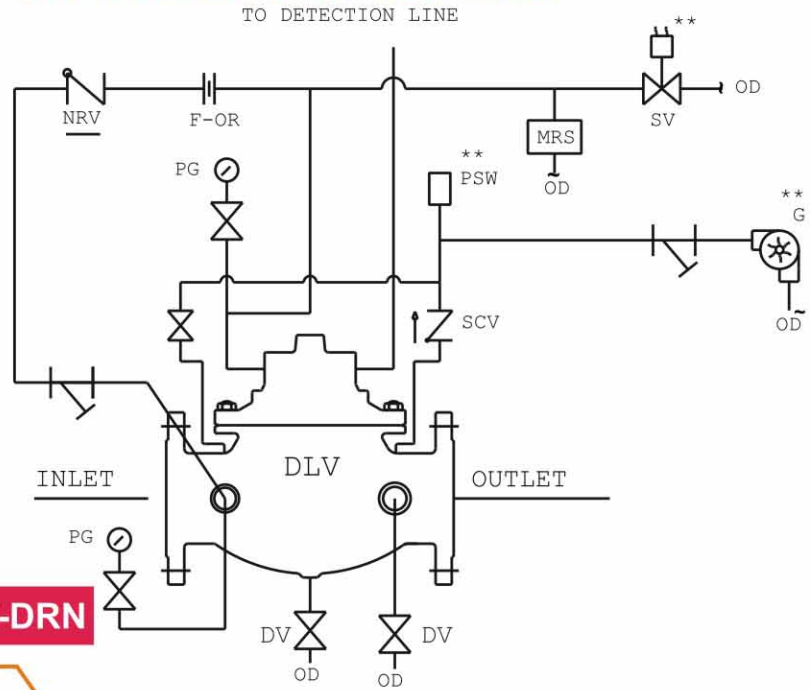 TO DETECTION LINE
**
OD
SV
NRV
F-OR
MRS
OD
PG
**
PSW
**
G
OD
SCV
DLV
INLET
OUTLET
PG
-DRN
DV
DV
OD
OD